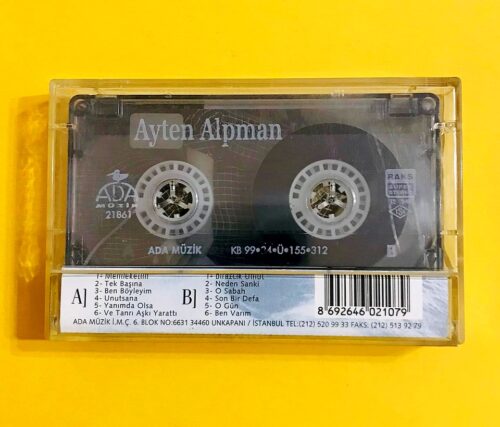 Ayten Alpman
ADA
MÜZİK
21861
RAKS
ADA MÜZİK KB 99•34•Ü•155•312
A]
1- Memleketim
2- Tek Başına
3- Ben Böyleyim
4- Unutsana
5- Yanımda Olsa
6- Ve Tanrı Aşkı Yarattı
B]
1- Birazcık Umut
2- Neden Sanki
3- O Sabah
4- Son Bir Defa
5- O Gün
6- Ben Varım
8 692646 021079
ADA MÜZİK İ.M.Ç. 6. BLOK NO:6631 34460 UNKAPANI / İSTANBUL TEL:(212) 520 99 33 FAKS: (212) 513 92 79